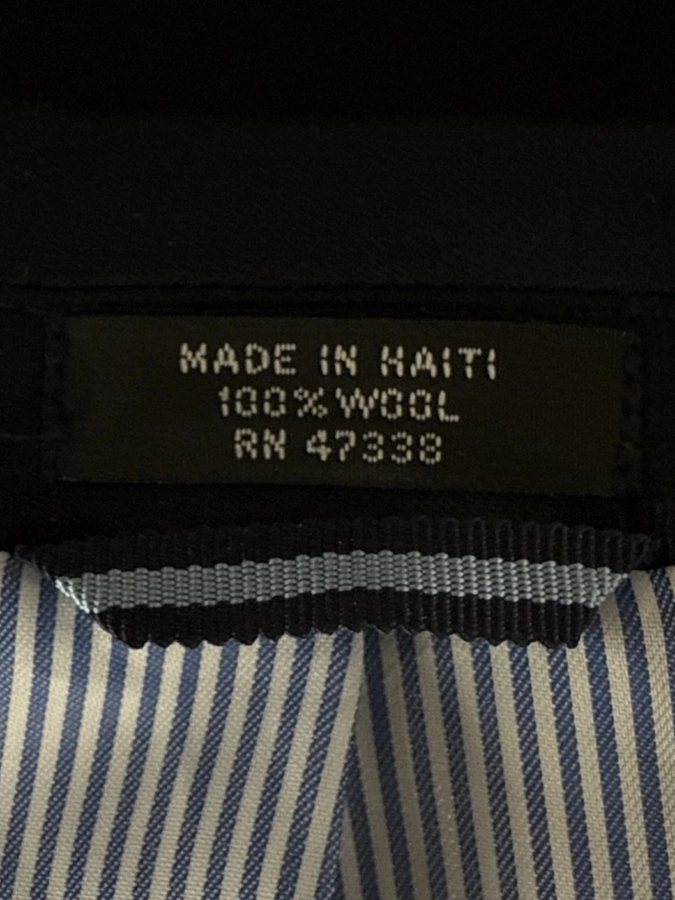 MADE IN HAITI
100% WOOL
RN 47338